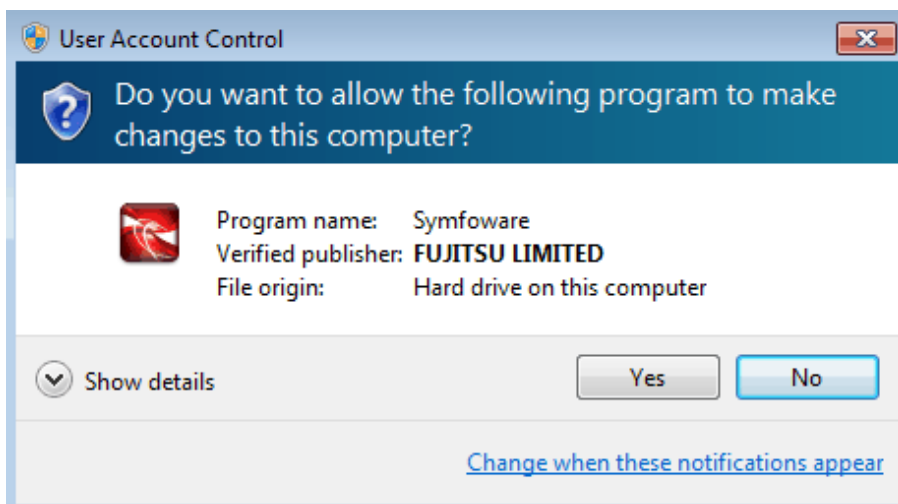 User Account Control
Do you want to allow the following program to make
changes to this computer?
Program name: Symfoware
Verified publisher: FUJITSU LIMITED
File origin: Hard drive on this computer
Show details
Yes
No
Change when these notifications appear